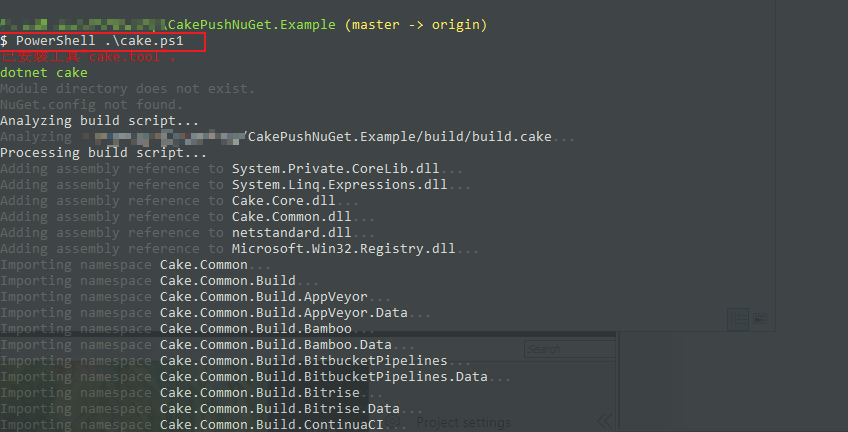 \CakePushNuGet.Example (master -> origin)
$ PowerShell .\cake.ps1
已安装工具“cake.tool”。
dotnet cake
Module directory does not exist.
NuGet.config not found.
Analyzing build script...
Analyzing /CakePushNuGet.Example/build/build.cake...
Processing build script...
Adding assembly reference to System.Private.CoreLib.dll...
Adding assembly reference to System.Linq.Expressions.dll...
Adding assembly reference to Cake.Core.dll...
Adding assembly reference to Cake.Common.dll...
Adding assembly reference to netstandard.dll...
Adding assembly reference to Microsoft.Win32.Registry.dll...
Importing namespace Cake.Common...
Importing namespace Cake.Common.Build...
Importing namespace Cake.Common.Build.AppVeyor...
Importing namespace Cake.Common.Build.AppVeyor.Data...
Importing namespace Cake.Common.Build.Bamboo...
Importing namespace Cake.Common.Build.Bamboo.Data...
Search
Importing namespace Cake.Common.Build.BitbucketPipelines...
Importing namespace Cake.Common.Build.BitbucketPipelines.Data...
Importing namespace Cake.Common.Build.Bitrise...
Importing namespace Cake.Common.Build.Bitrise.Data...
Importing namespace Cake.Common.Build.ContinuaCI...
Project settings